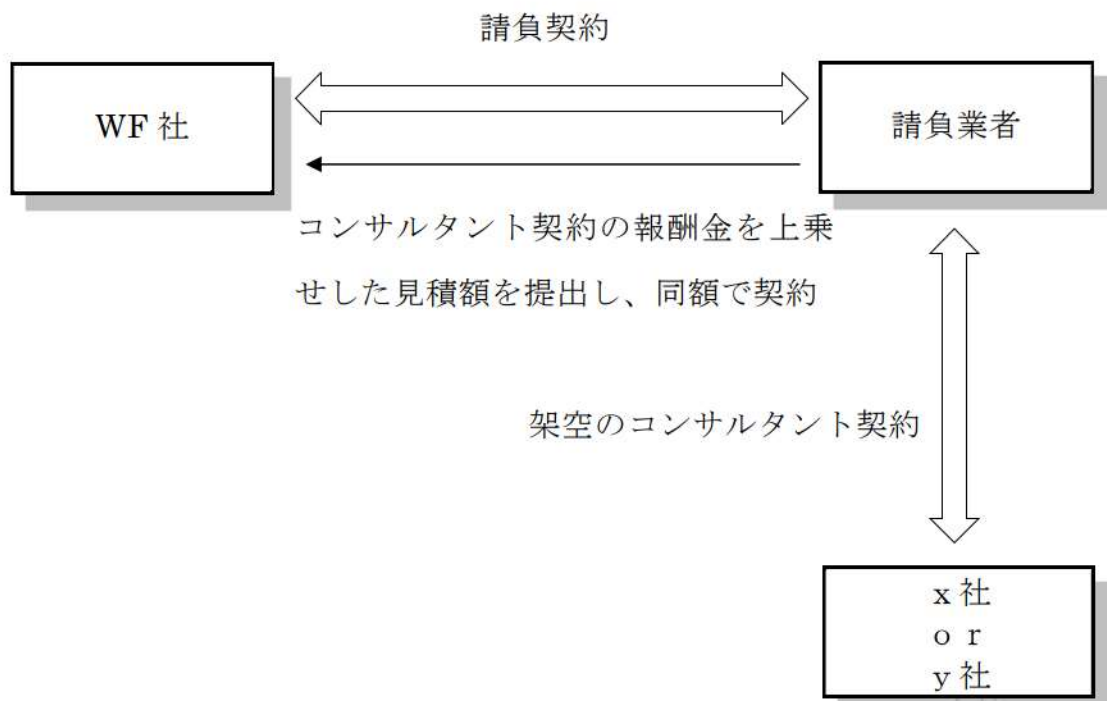 請負契約
WF 社
請負業者
コンサルタント契約の報酬金を上乗
せした見積額を提出し、同額で契約
架空のコンサルタント契約
x 社
o r
y 社